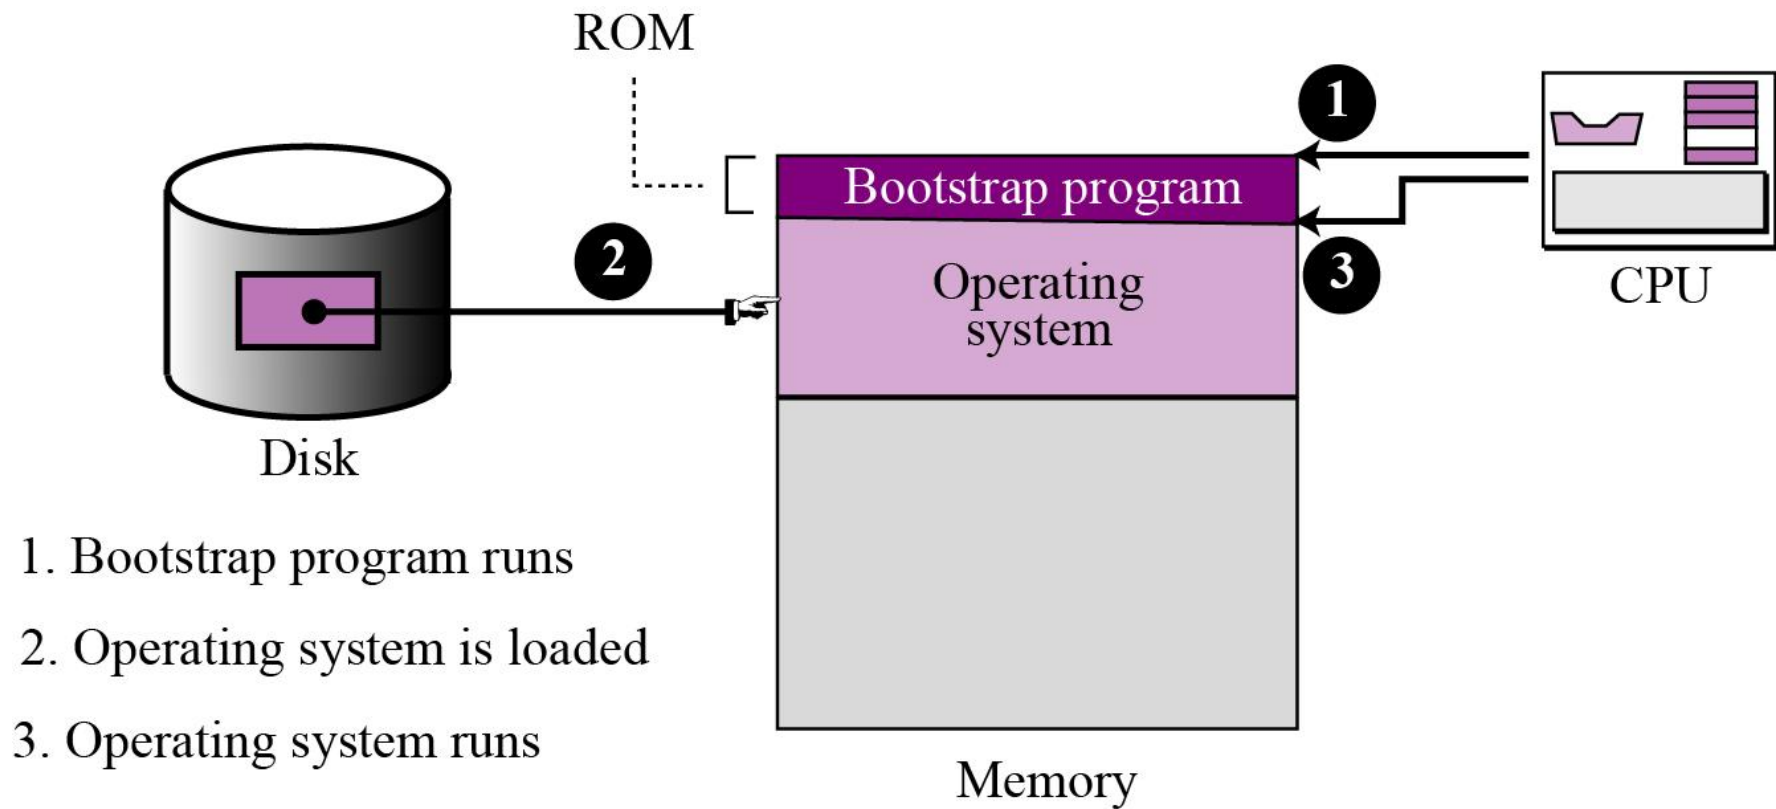 ROM
1
Bootstrap program
2
Operating
system
3
CPU
Disk
1. Bootstrap program runs
2. Operating system is loaded
3. Operating system runs
Memory